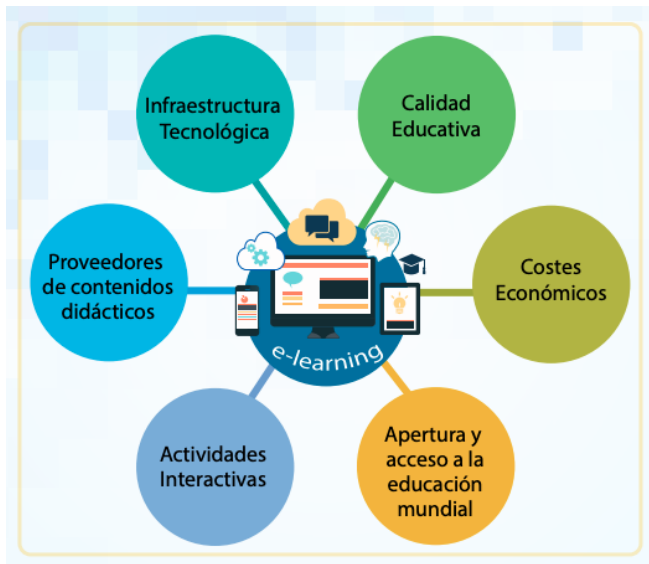 Infraestructura
Tecnológica
Calidad
Educativa
Proveedores
de contenidos
didácticos
Costes
Económicos
e-learning
Actividades
Interactivas
Apertura y
acceso a la
educación
mundial